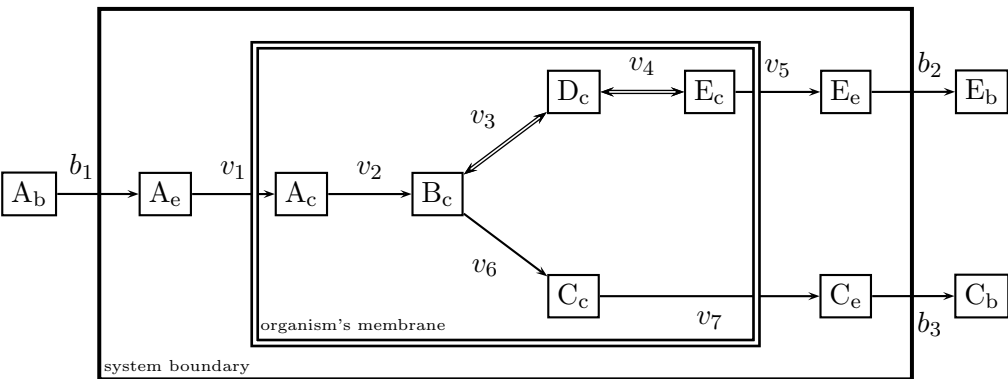 D_c v_4 E_c v_5 E_e b_2 E_b
v_3
A_b b_1 A_e v_1 A_c v_2 B_c
v_6
C_c v_7 C_e b_3 C_b
organism's membrane
system boundary